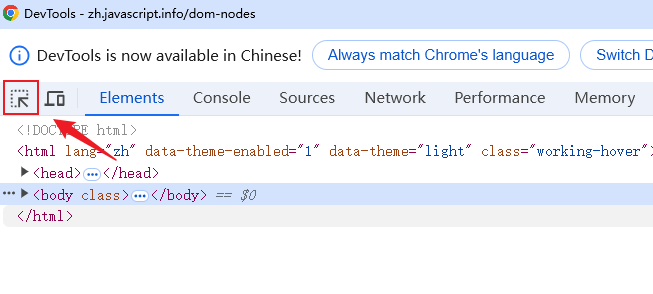 DevTools - zh.javascript.info/dom-nodes
DevTools is now available in Chinese! Always match Chrome's language Switch D
Elements Console Sources Network Performance Memory
<!DOCTYPE html>
<html lang="zh" data-theme-enabled="1" data-theme="light" class="working-hover">
<head>…</head>
<body class>…</body> == $0
</html>